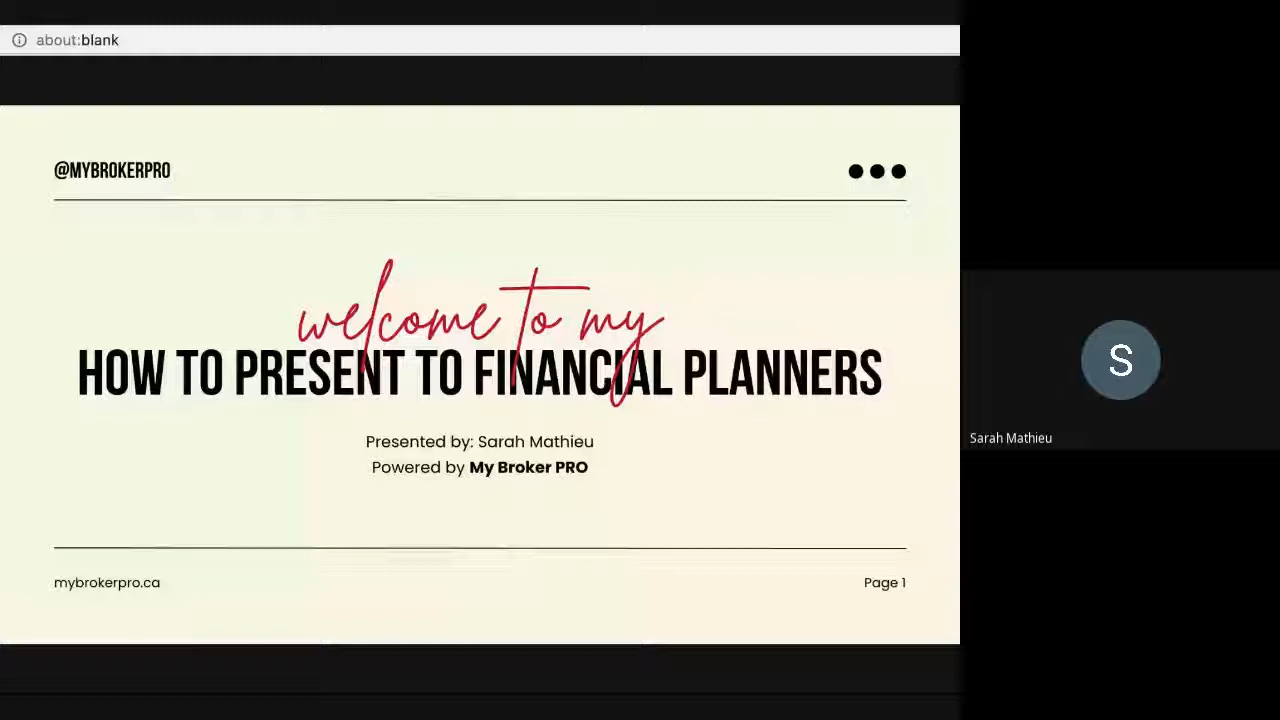 about:blank
@MYBROKERPRO
welcome to my
HOW TO PRESENT TO FINANCIAL PLANNERS
Presented by: Sarah Mathieu
Powered by My Broker PRO
mybrokerpro.ca
Page 1
S
Sarah Mathieu